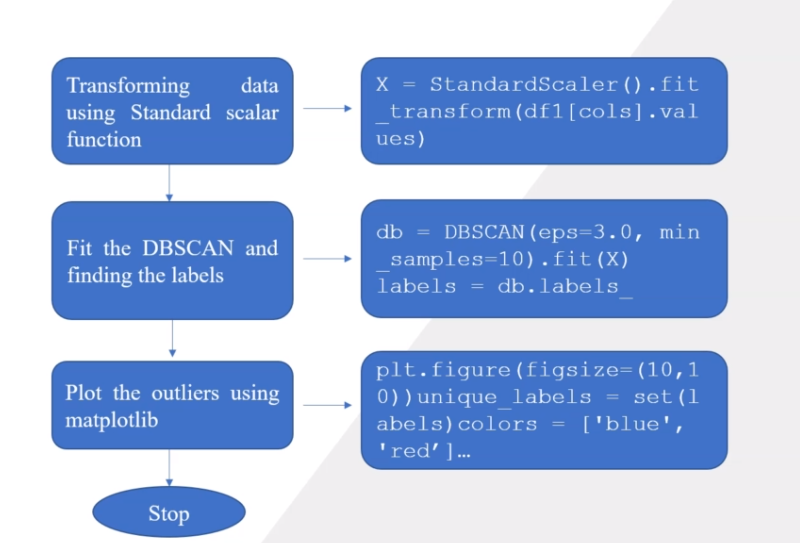 Transforming data
using Standard scalar
function
X = StandardScaler().fit
_transform(df1[cols].val
ues)
Fit the DBSCAN and
finding the labels
db = DBSCAN(eps=3.0, min
_samples=10).fit(X)
labels = db.labels_
Plot the outliers using
matplotlib
plt.figure(figsize=(10,1
0))unique_labels = set(l
abels)colors = ['blue',
'red’]…
Stop